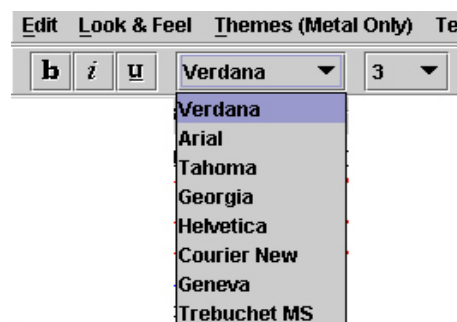 Edit Look & Feel Themes (Metal Only) Te
b i u Verdana 3
Verdana
Arial
Tahoma
Georgia
Helvetica
Courier New
Geneva
Trebuchet MS